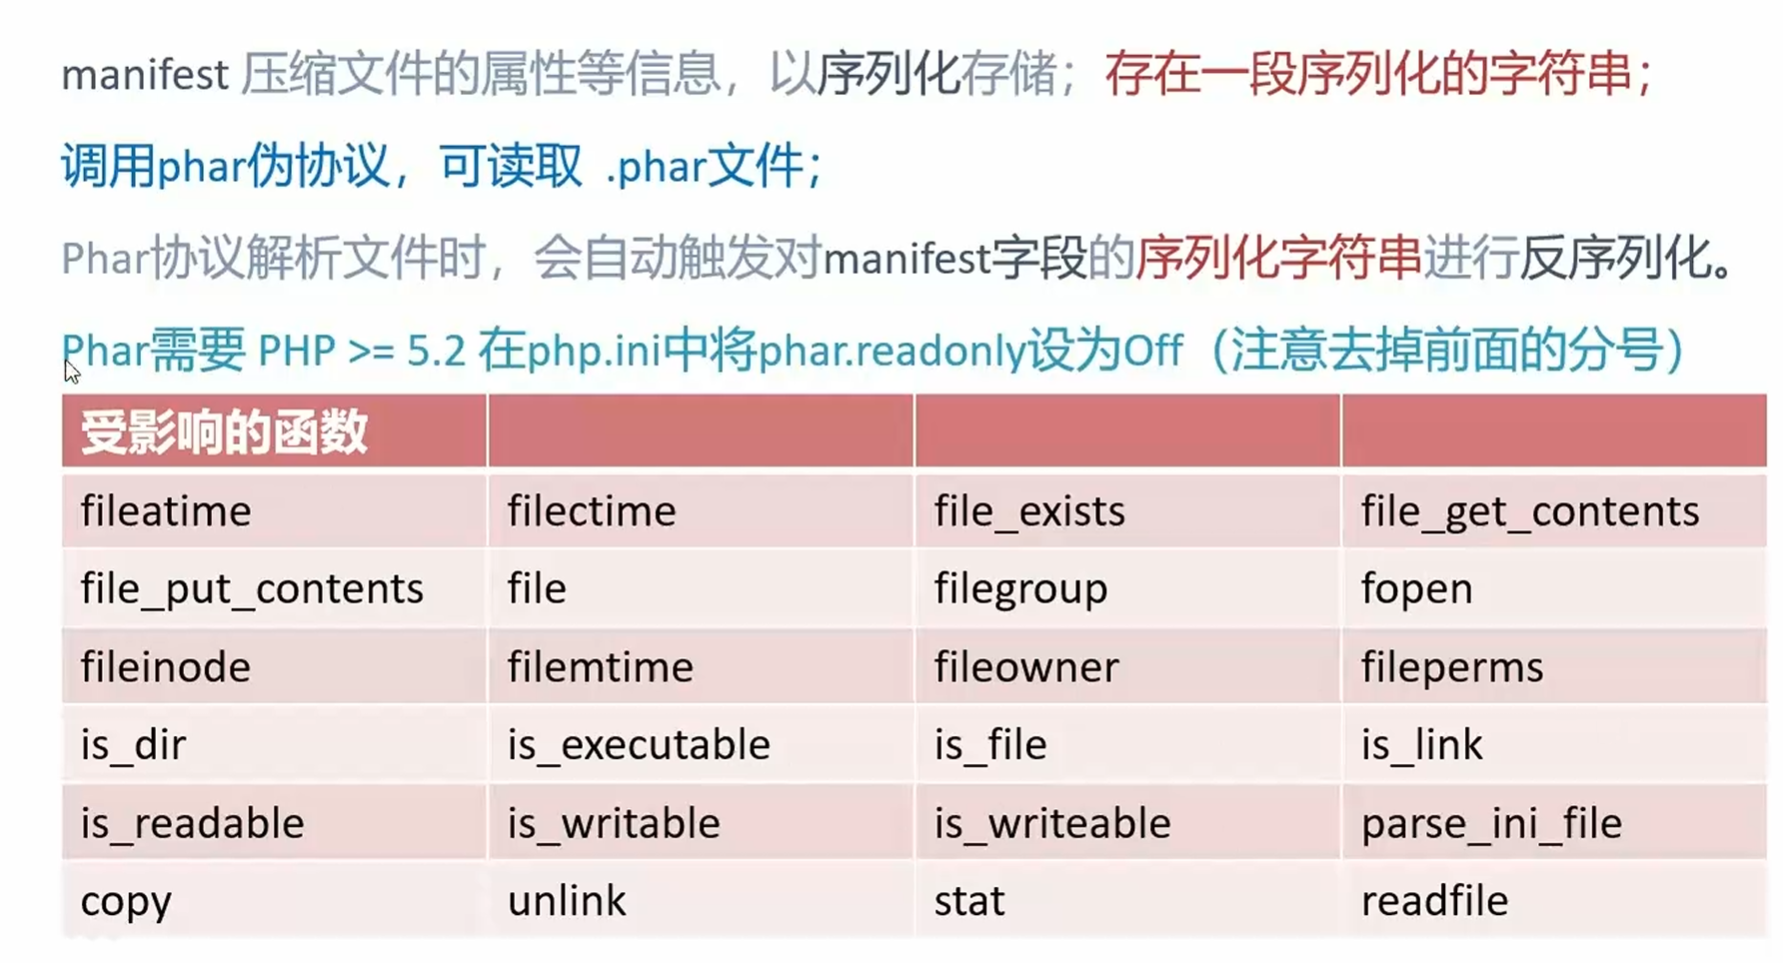 manifest 压缩文件的属性等信息，以序列化存储；存在一段序列化的字符串；
调用phar伪协议，可读取 .phar文件；
Phar协议解析文件时，会自动触发对manifest字段的序列化字符串进行反序列化。
Phar需要 PHP >= 5.2 在php.ini中将phar.readonly设为Off（注意去掉前面的分号）
受影响的函数
fileatime filectime file_exists file_get_contents
file_put_contents file filegroup fopen
fileinode filemtime fileowner fileperms
is_dir is_executable is_file is_link
is_readable is_writable is_writeable parse_ini_file
copy unlink stat readfile